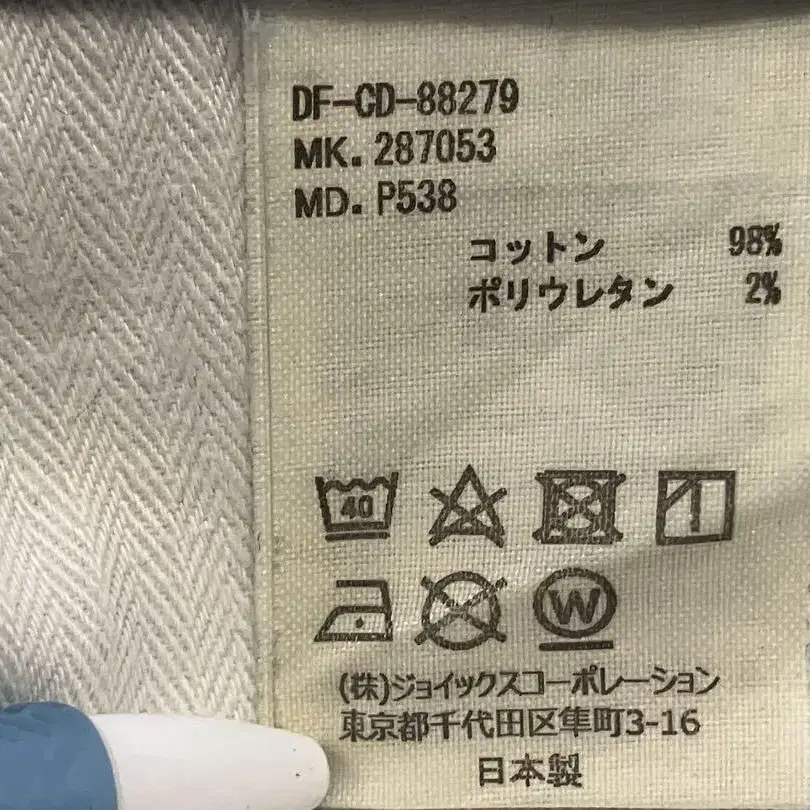 DF-CD-88279
MK. 287053
MD. P538
コットン 98%
ポリウレタン 2%
40
W
(株)ジョイックスコーポレーション
東京都千代田区隼町3-16
日本製